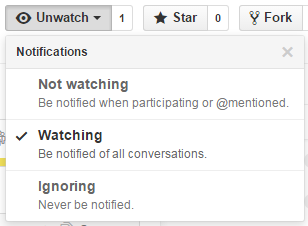 Unwatch 1 Star 0 Fork
Notifications
Not watching
Be notified when participating or @mentioned.
Watching
Be notified of all conversations.
Ignoring
Never be notified.